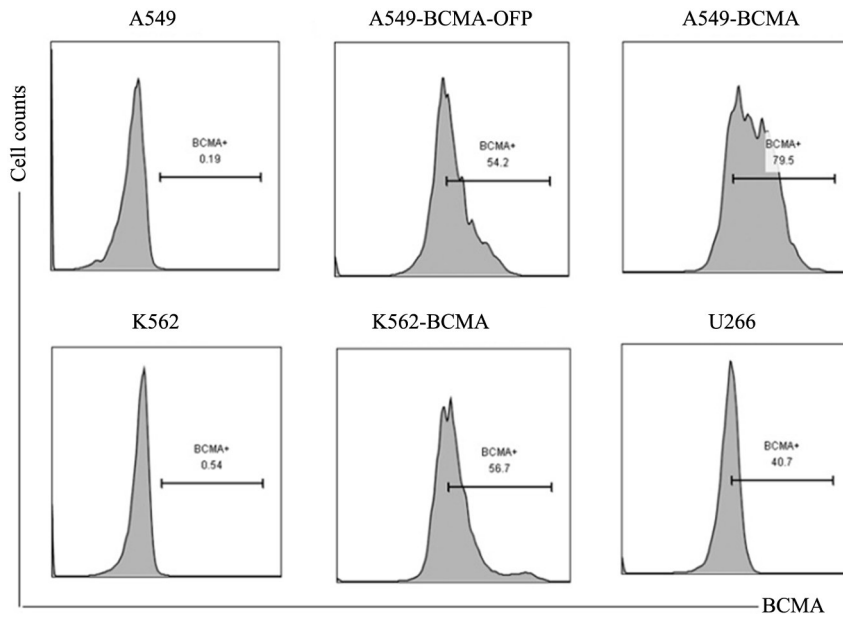 A549
A549-BCMA-OFP
A549-BCMA
Cell counts
BCMA+
0.19
BCMA+
54.2
BCMA+
79.5
K562
K562-BCMA
U266
BCMA+
0.54
BCMA+
56.7
BCMA+
40.7
BCMA